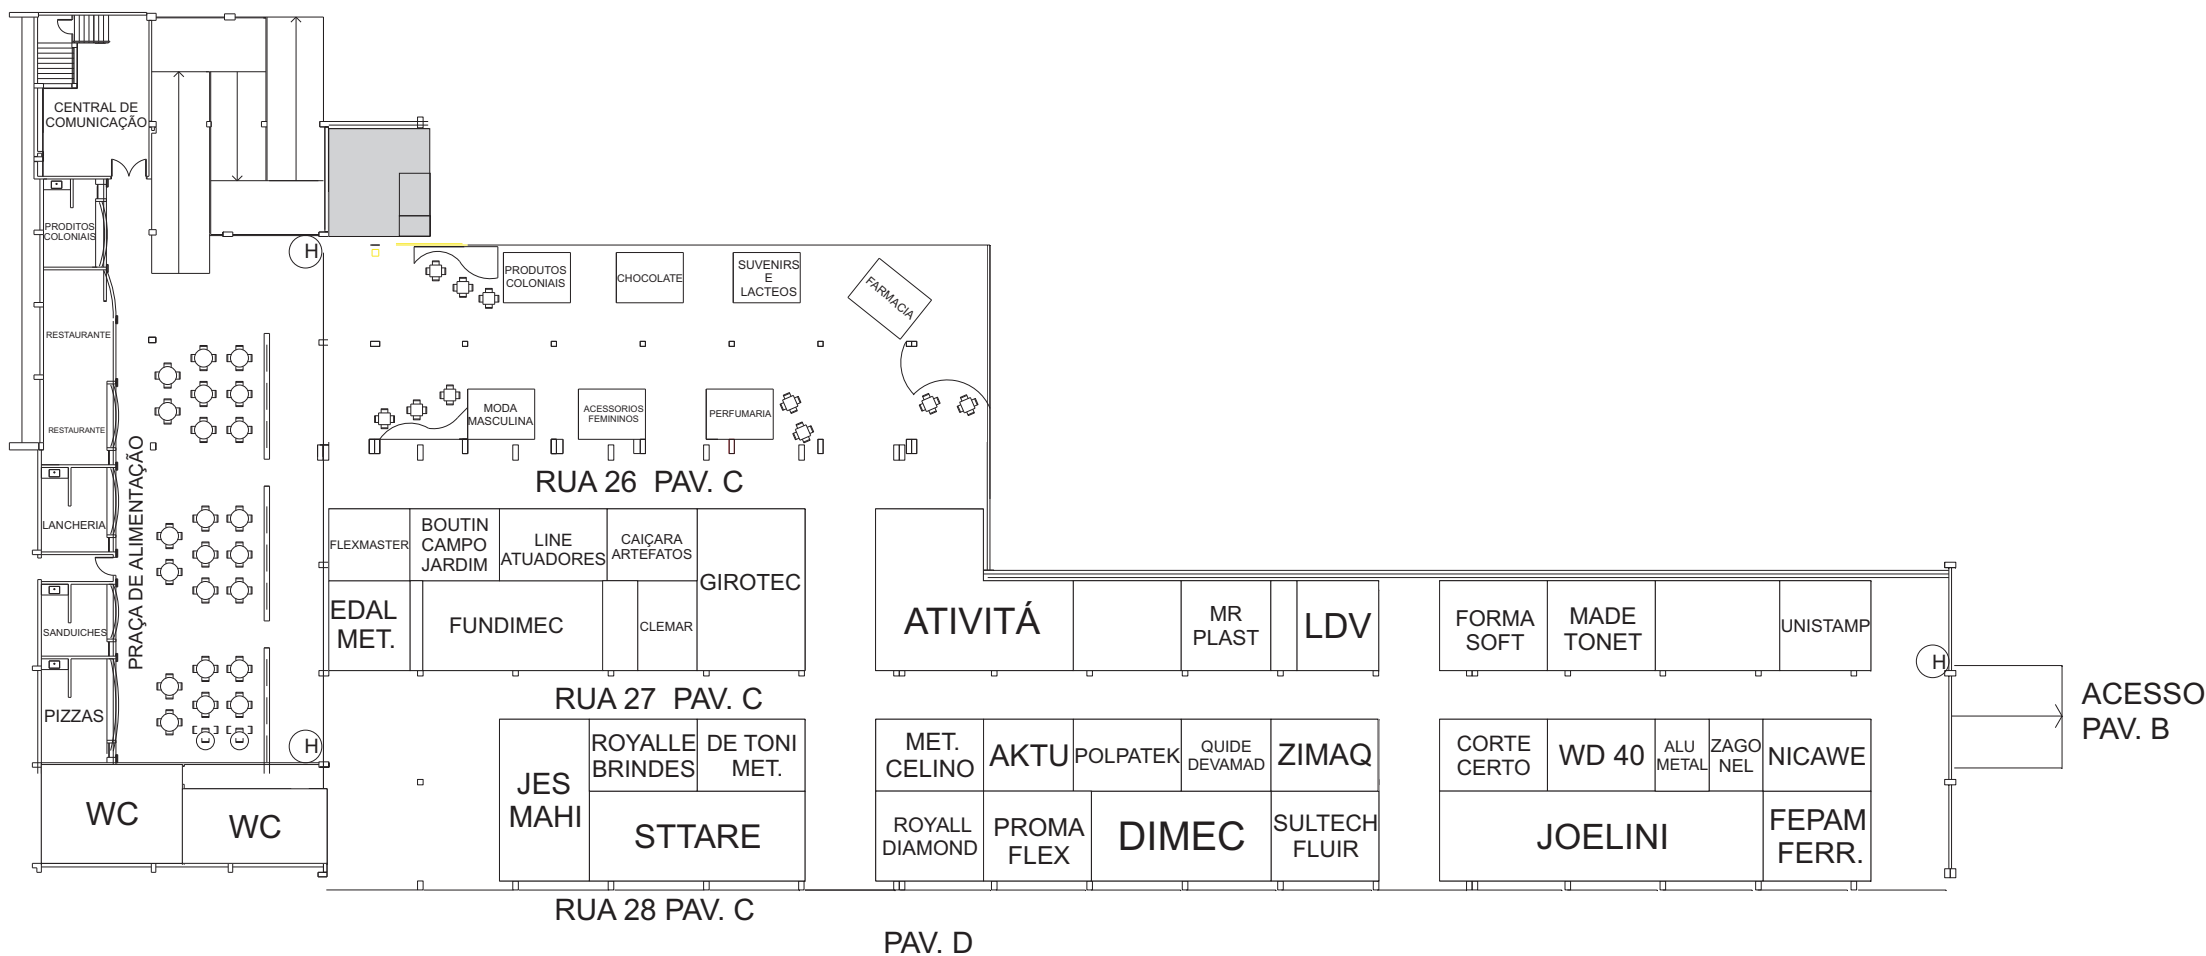 CENTRAL DE
COMUNICAÇÃO
PRODITOS
COLONIAIS
RESTAURANTE
RESTAURANTE
LANCHERIA
SANDUICHES
PIZZAS
PRAÇA DE ALIMENTAÇÃO
WC
WC
H
H
PRODUTOS
COLONIAIS
CHOCOLATE
SUVENIRS
E
LACTEOS
FARMACIA
MODA
MASCULINA
ACESSORIOS
FEMININOS
PERFUMARIA
RUA 26 PAV. C
FLEXMASTER
BOUTIN
CAMPO
JARDIM
LINE
ATUADORES
CAIÇARA
ARTEFATOS
GIROTEC
EDAL
MET.
FUNDIMEC
CLEMAR
ATIVITÁ
MR
PLAST
LDV
FORMA
SOFT
MADE
TONET
UNISTAMP
H
RUA 27 PAV. C
ACESSO
PAV. B
JES
MAHI
ROYALLE
BRINDES
DE TONI
MET.
STTARE
MET.
CELINO
AKTU
POLPATEK
QUIDE
DEVAMAD
ZIMAQ
ROYALL
DIAMOND
PROMA
FLEX
DIMEC
SULTECH
FLUIR
CORTE
CERTO
WD 40
ALU
METAL
ZAGO
NEL
NICAWE
JOELINI
FEPAM
FERR.
RUA 28 PAV. C
PAV. D